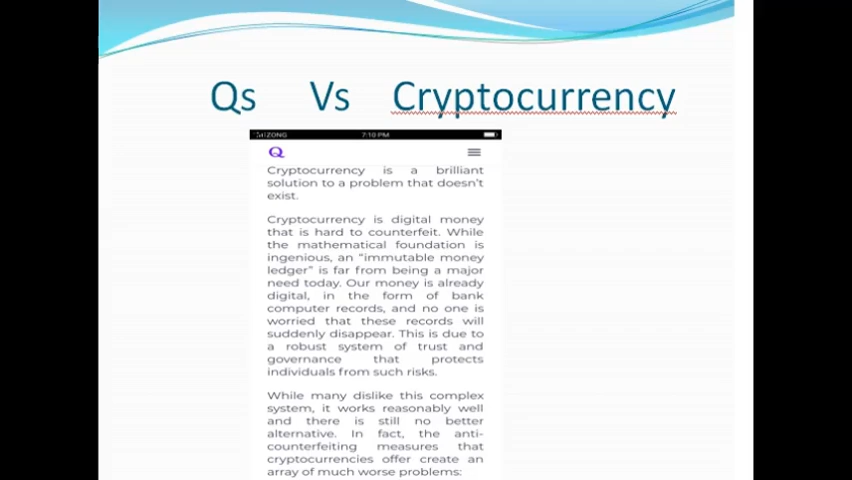 Qs Vs Cryptocurrency
ZONG 7:10 PM
Q
Cryptocurrency is a brilliant
solution to a problem that doesn't
exist.
Cryptocurrency is digital money
that is hard to counterfeit. While
the mathematical foundation is
ingenious, an “immutable money
ledger” is far from being a major
need today. Our money is already
digital, in the form of bank
computer records, and no one is
worried that these records will
suddenly disappear. This is due to
a robust system of trust and
governance that protects
individuals from such risks.
While many dislike this complex
system, it works reasonably well
and there is still no better
alternative. In fact, the anti-
counterfeiting measures that
cryptocurrencies offer create an
array of much worse problems: